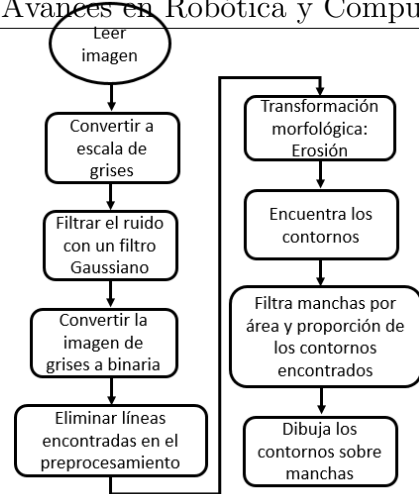 Avances en Robótica y Compu
Leer
imagen
Convertir a
escala de
grises
Filtrar el ruido
con un filtro
Gaussiano
Convertir la
imagen de
grises a binaria
Eliminar líneas
encontradas en el
preprocesamiento
Transformación
morfológica:
Erosión
Encuentra los
contornos
Filtra manchas por
área y proporción de
los contornos
encontrados
Dibuja los
contornos sobre
manchas